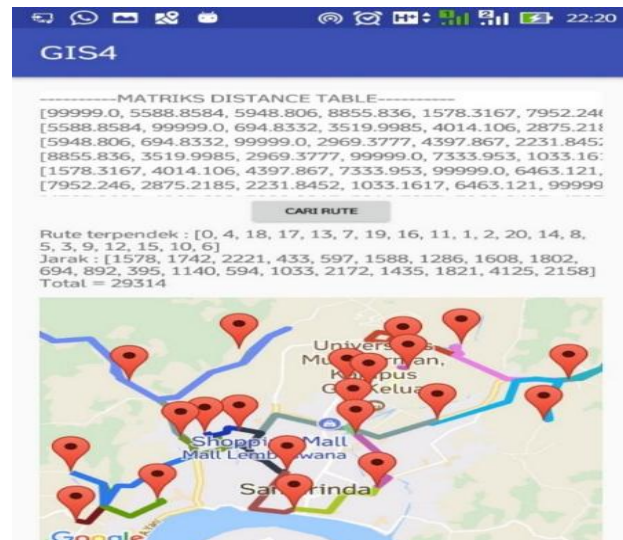 22:20
GIS4
----------MATRIKS DISTANCE TABLE----------
[99999.0, 5588.8584, 5948.806, 8855.836, 1578.3167, 7952.246
[5588.8584, 99999.0, 694.8332, 3519.9985, 4014.106, 2875.218
[5948.806, 694.8332, 99999.0, 2969.3777, 4397.867, 2231.8452
[8855.836, 3519.9985, 2969.3777, 99999.0, 7333.953, 1033.161
[1578.3167, 4014.106, 4397.867, 7333.953, 99999.0, 6463.121,
[7952.246, 2875.2185, 2231.8452, 1033.1617, 6463.121, 99999
CARI RUTE
Rute terpendek : [0, 4, 18, 17, 13, 7, 19, 16, 11, 1, 2, 20, 14, 8,
5, 3, 9, 12, 15, 10, 6]
Jarak : [1578, 1742, 2221, 433, 597, 1588, 1286, 1608, 1802,
694, 892, 395, 1140, 594, 1033, 2172, 1435, 1821, 4125, 2158]
Total = 29314
Shopping Mall
Mall Lem
Google